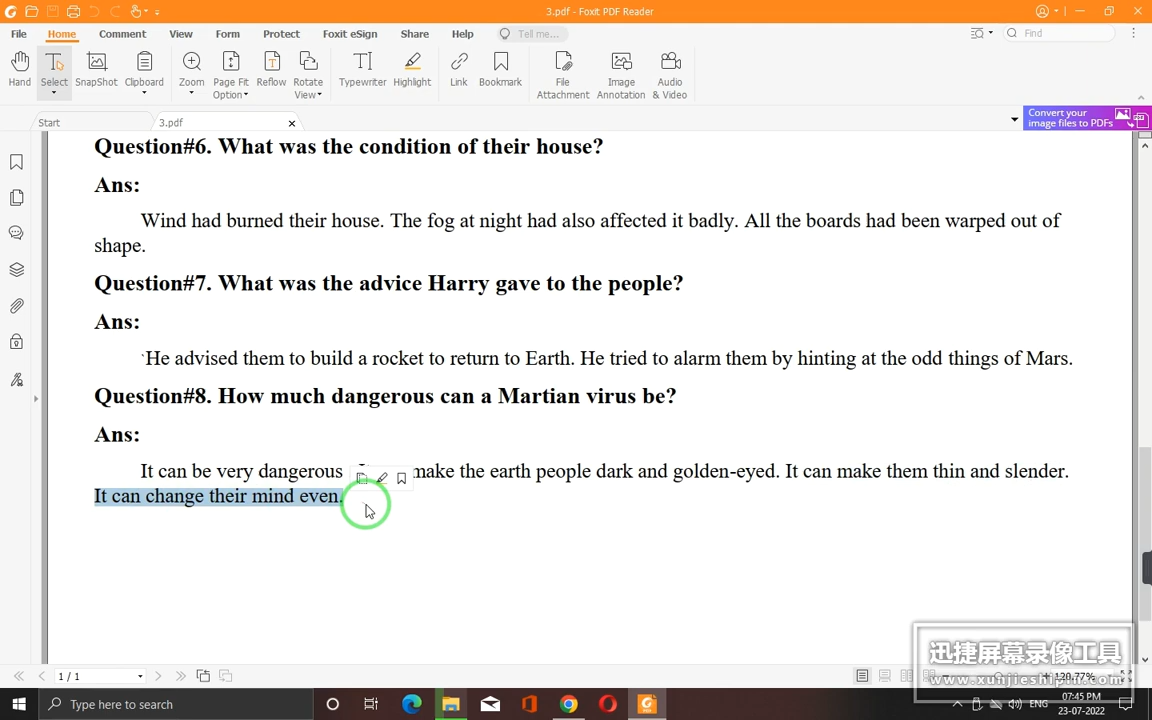 3.pdf - Foxit PDF Reader
File Home Comment View Form Protect Foxit eSign Share Help Tell me... Find
Hand Select SnapShot Clipboard Zoom Page Fit Option Reflow Rotate View Typewriter Highlight Link Bookmark File Attachment Image Annotation Audio & Video
Start 3.pdf
Convert your
image files to PDFs
Question#6. What was the condition of their house?
Ans:
Wind had burned their house. The fog at night had also affected it badly. All the boards had been warped out of
shape.
Question#7. What was the advice Harry gave to the people?
Ans:
`He advised them to build a rocket to return to Earth. He tried to alarm them by hinting at the odd things of Mars.
Question#8. How much dangerous can a Martian virus be?
Ans:
It can be very dangerous make the earth people dark and golden-eyed. It can make them thin and slender.
It can change their mind even.
1 / 1
120.77%
迅捷屏幕录像工具
www.xunjieshipin.com
Type here to search
ENG
07:45 PM
23-07-2022